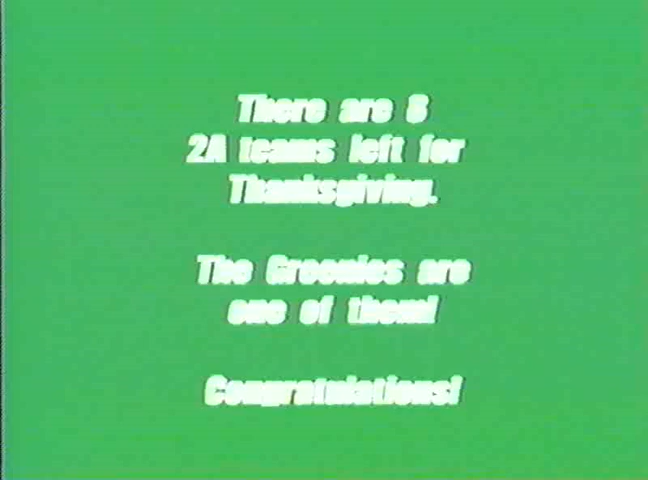 There are 8
2A teams left for
Thanksgiving.
The Greenies are
one of them!
Congratulations!